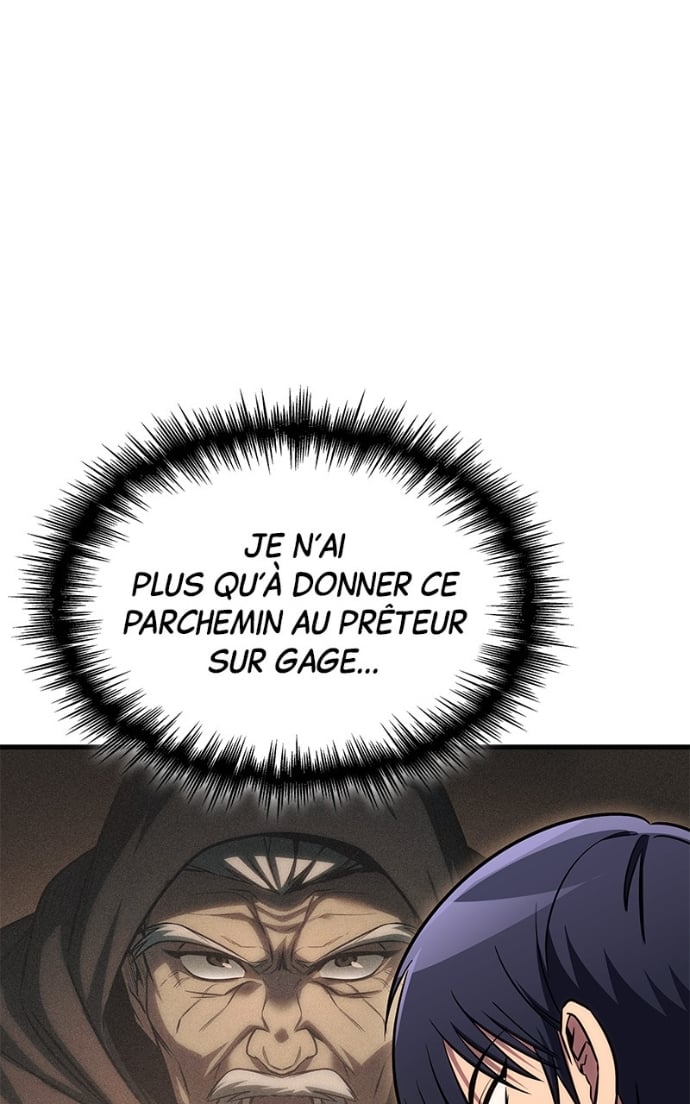 JE N'AI
PLUS QU'À DONNER CE
PARCHEMIN AU PRÊTEUR
SUR GAGE...